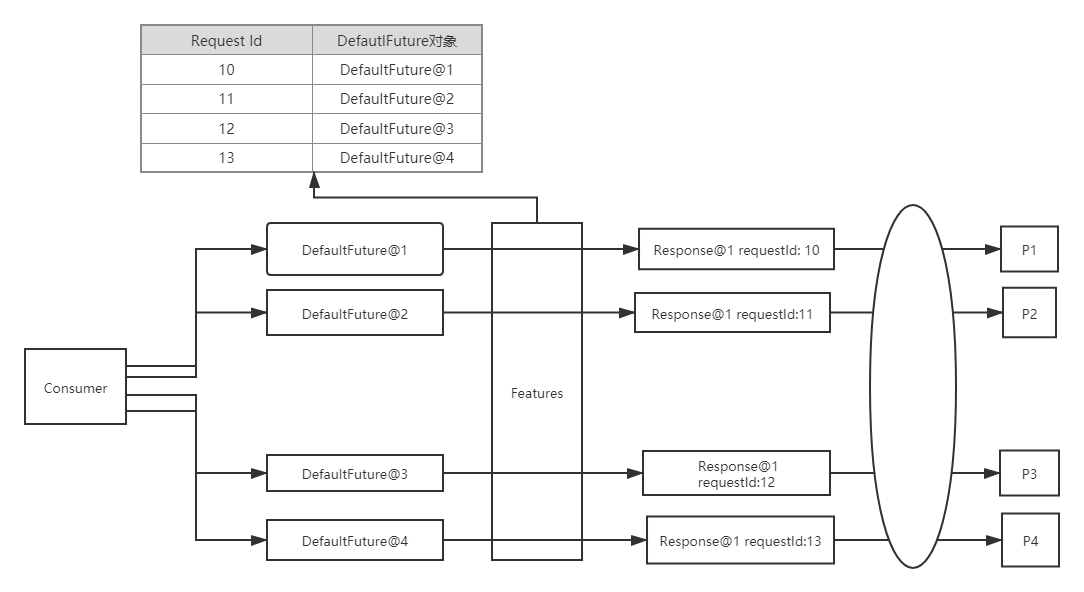 Request Id DefautlFuture对象
10 DefaultFuture@1
11 DefaultFuture@2
12 DefaultFuture@3
13 DefaultFuture@4
DefaultFuture@1
Response@1 requestId: 10
P1
DefaultFuture@2
Response@1 requestId:11
P2
Consumer
Features
DefaultFuture@3
Response@1
requestId:12
P3
DefaultFuture@4
Response@1 requestId:13
P4